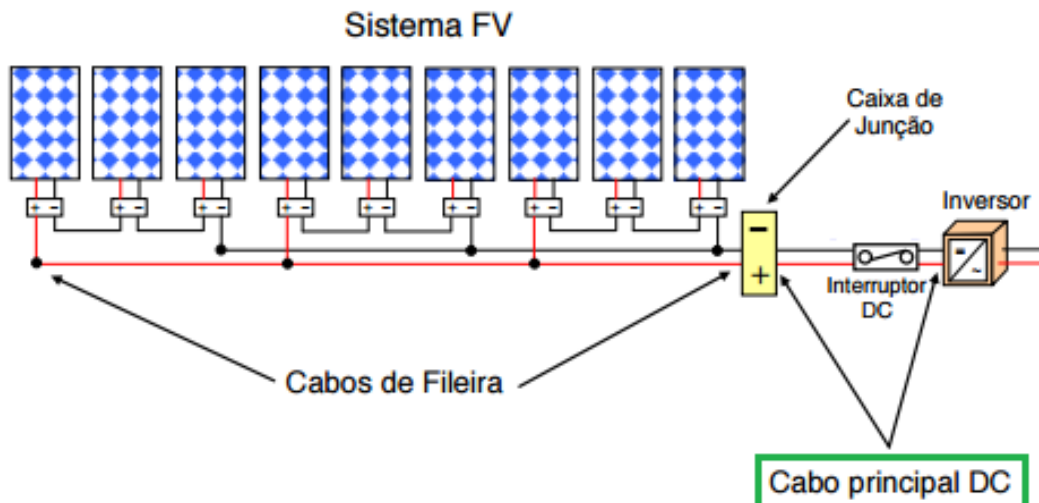 Sistema FV
Caixa de
Junção
Inversor
+ - + - + - + - + - + - + - + - + -
-
+
=
~
Interruptor
DC
Cabos de Fileira
Cabo principal DC